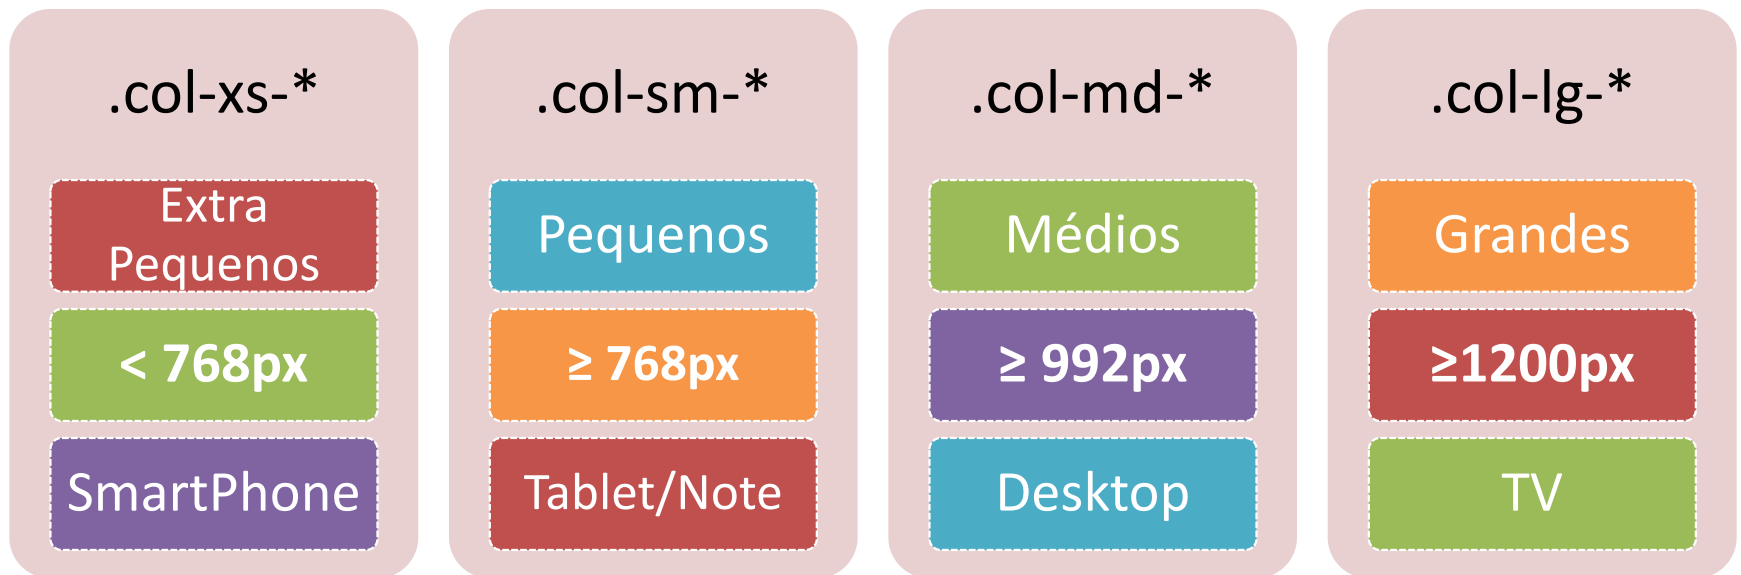 .col-xs-*
Extra
Pequenos
< 768px
SmartPhone
.col-sm-*
Pequenos
≥ 768px
Tablet/Note
.col-md-*
Médios
≥ 992px
Desktop
.col-lg-*
Grandes
≥1200px
TV